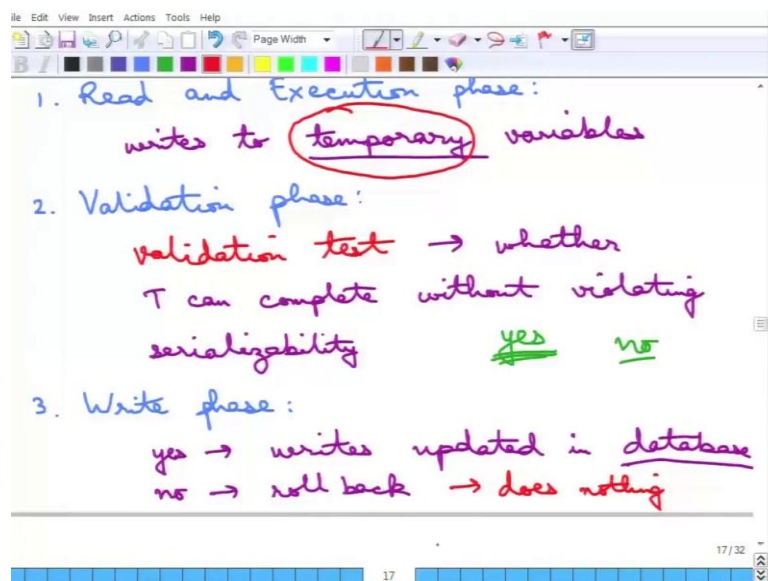 ile Edit View Insert Actions Tools Help
Page Width
B I
1. Read and Execution phase:
writes to temporary variables
2. Validation phase:
validation test → whether
T can complete without violating
serializability yes no
3. Write phase:
yes → writes updated in database
no → roll back → does nothing
17/32
17